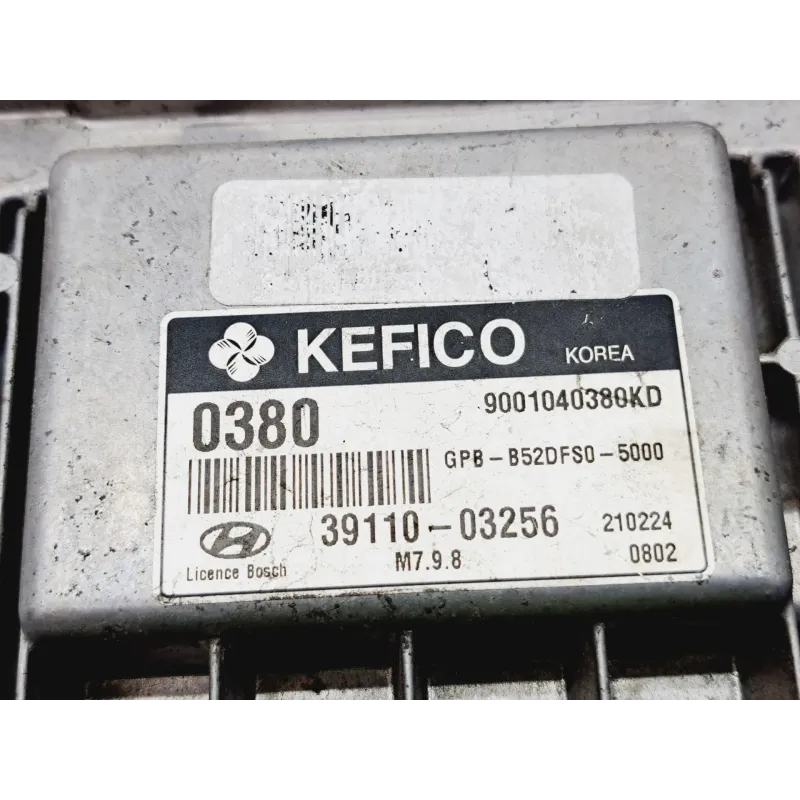 KEFICO KOREA
0380 9001040380KD
GPB-B52DFS0-5000
39110-03256 210224
Licence Bosch M7.9.8 0802